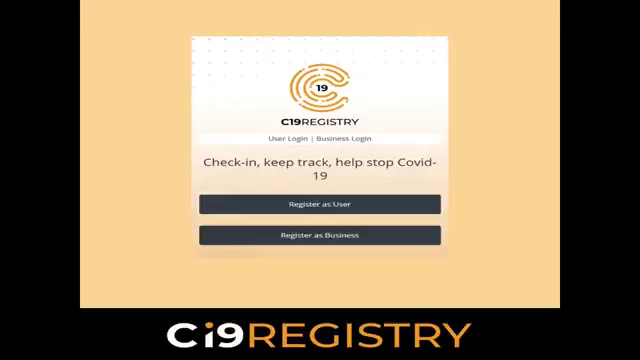 19
C19REGISTRY
User Login | Business Login
Check-in, keep track, help stop Covid-
19
Register as User
Register as Business
Ci9REGISTRY